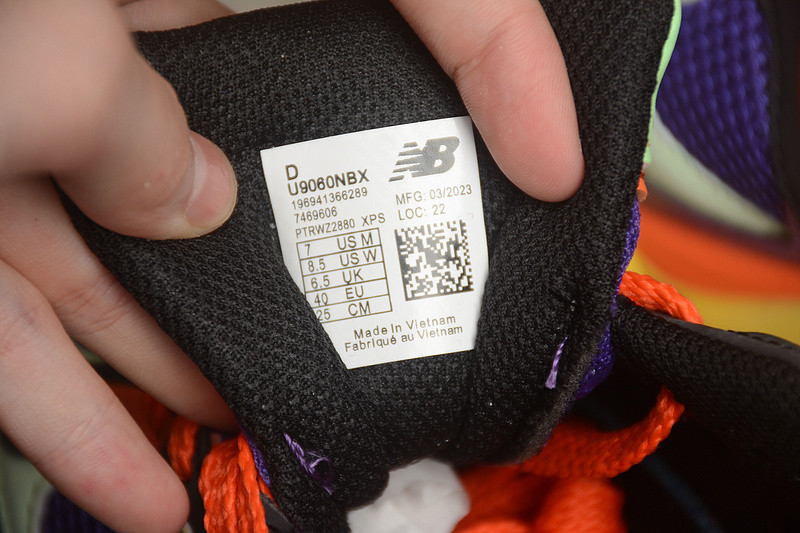 D
U9060NBX
196941366289
7469606
PTRWZ2880 XPS
7 US M
8.5 US W
6.5 UK
40 EU
25 CM
NB
MFG: 03/2023
LOC: 22
Made in Vietnam
Fabriqué au Vietnam